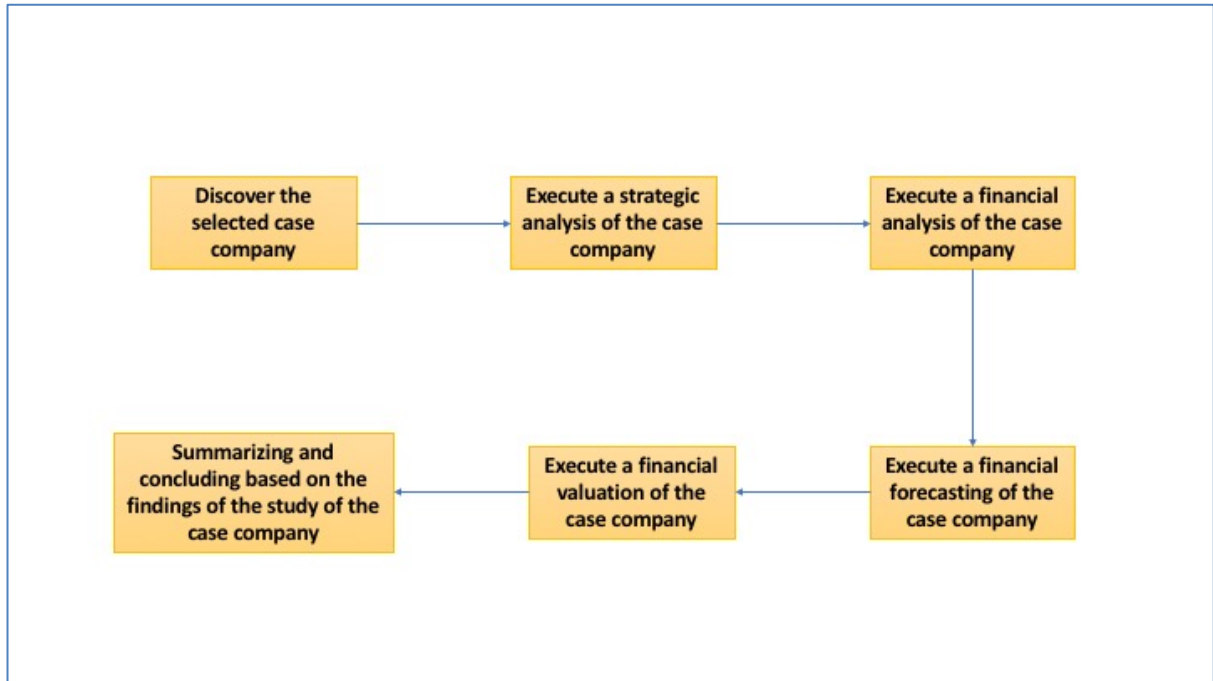 Discover the
selected case
company
Execute a strategic
analysis of the case
company
Execute a financial
analysis of the case
company
Execute a financial
forecasting of the
case company
Execute a financial
valuation of the
case company
Summarizing and
concluding based on the
findings of the study of the
case company